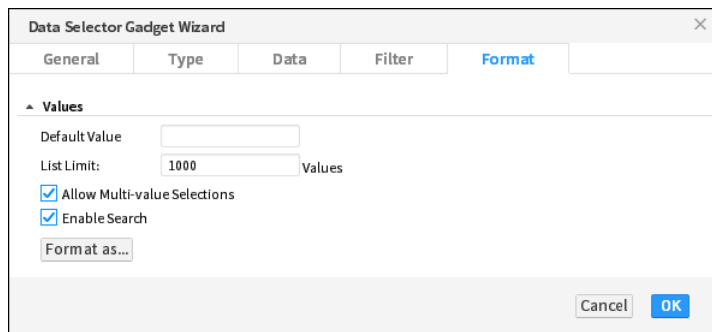 Data Selector Gadget Wizard
General Type Data Filter Format
Values
Default Value
List Limit: 1000 Values
Allow Multi-value Selections
Enable Search
Format as...
Cancel OK